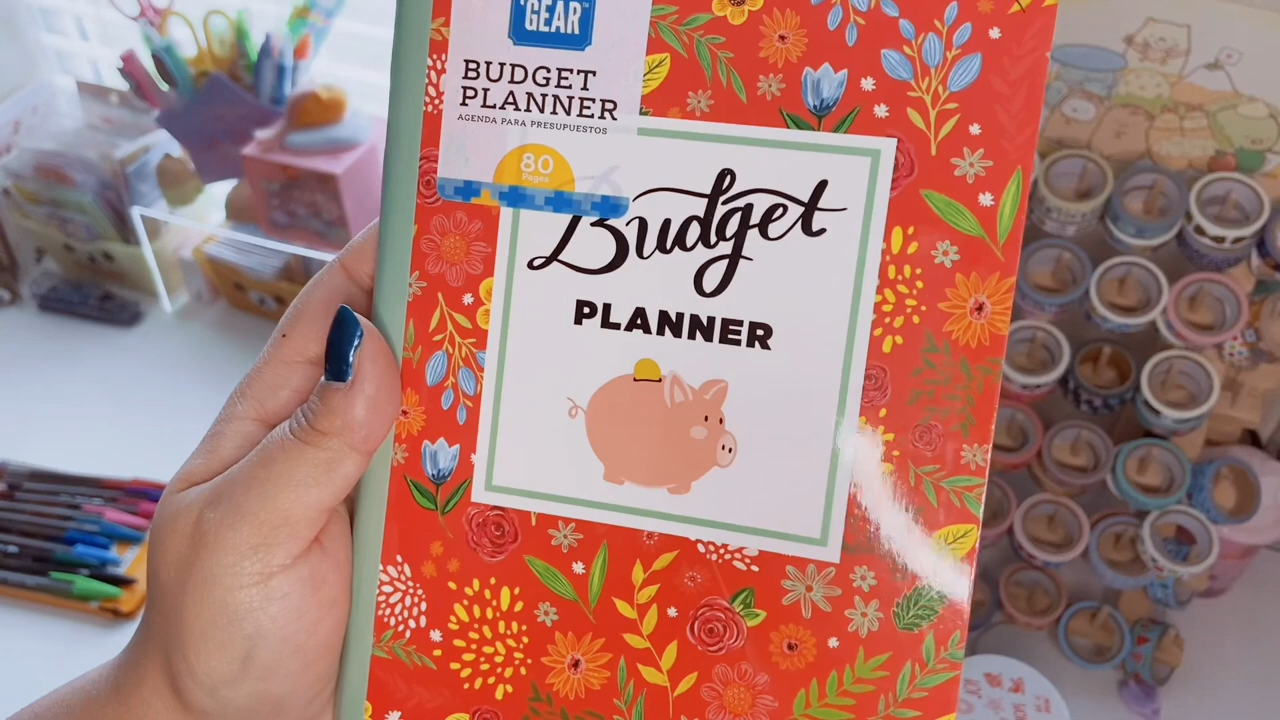 GEAR
BUDGET
PLANNER
AGENDA PARA PRESUPUESTOS
80
Pages
Budget
PLANNER